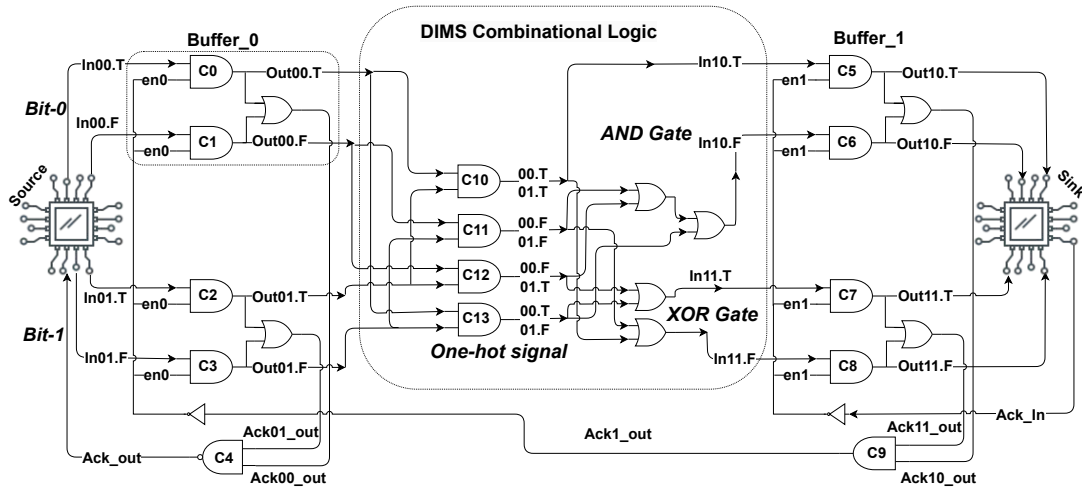 Buffer_0
DIMS Combinational Logic
Buffer_1
In00.T
C0
Out00.T
en0
In10.T
C5
Out10.T
en1
Bit-0
In00.F
C1
Out00.F
en0
AND Gate
In10.F
C6
Out10.F
en1
Source
Sink
C10
00.T
01.T
C11
00.F
01.F
C12
00.F
01.T
C13
00.T
01.F
One-hot signal
In01.T
C2
Out01.T
en0
In11.T
C7
Out11.T
en1
Bit-1
XOR Gate
In01.F
C3
Out01.F
en0
In11.F
C8
Out11.F
en1
Ack_In
Ack01_out
Ack1_out
Ack11_out
Ack_out
C4
C9
Ack00_out
Ack10_out